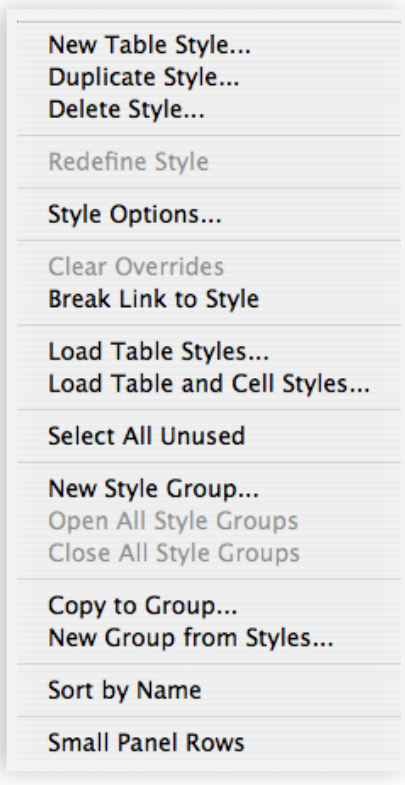 New Table Style...
Duplicate Style...
Delete Style...
Redefine Style
Style Options...
Clear Overrides
Break Link to Style
Load Table Styles...
Load Table and Cell Styles...
Select All Unused
New Style Group...
Open All Style Groups
Close All Style Groups
Copy to Group...
New Group from Styles...
Sort by Name
Small Panel Rows